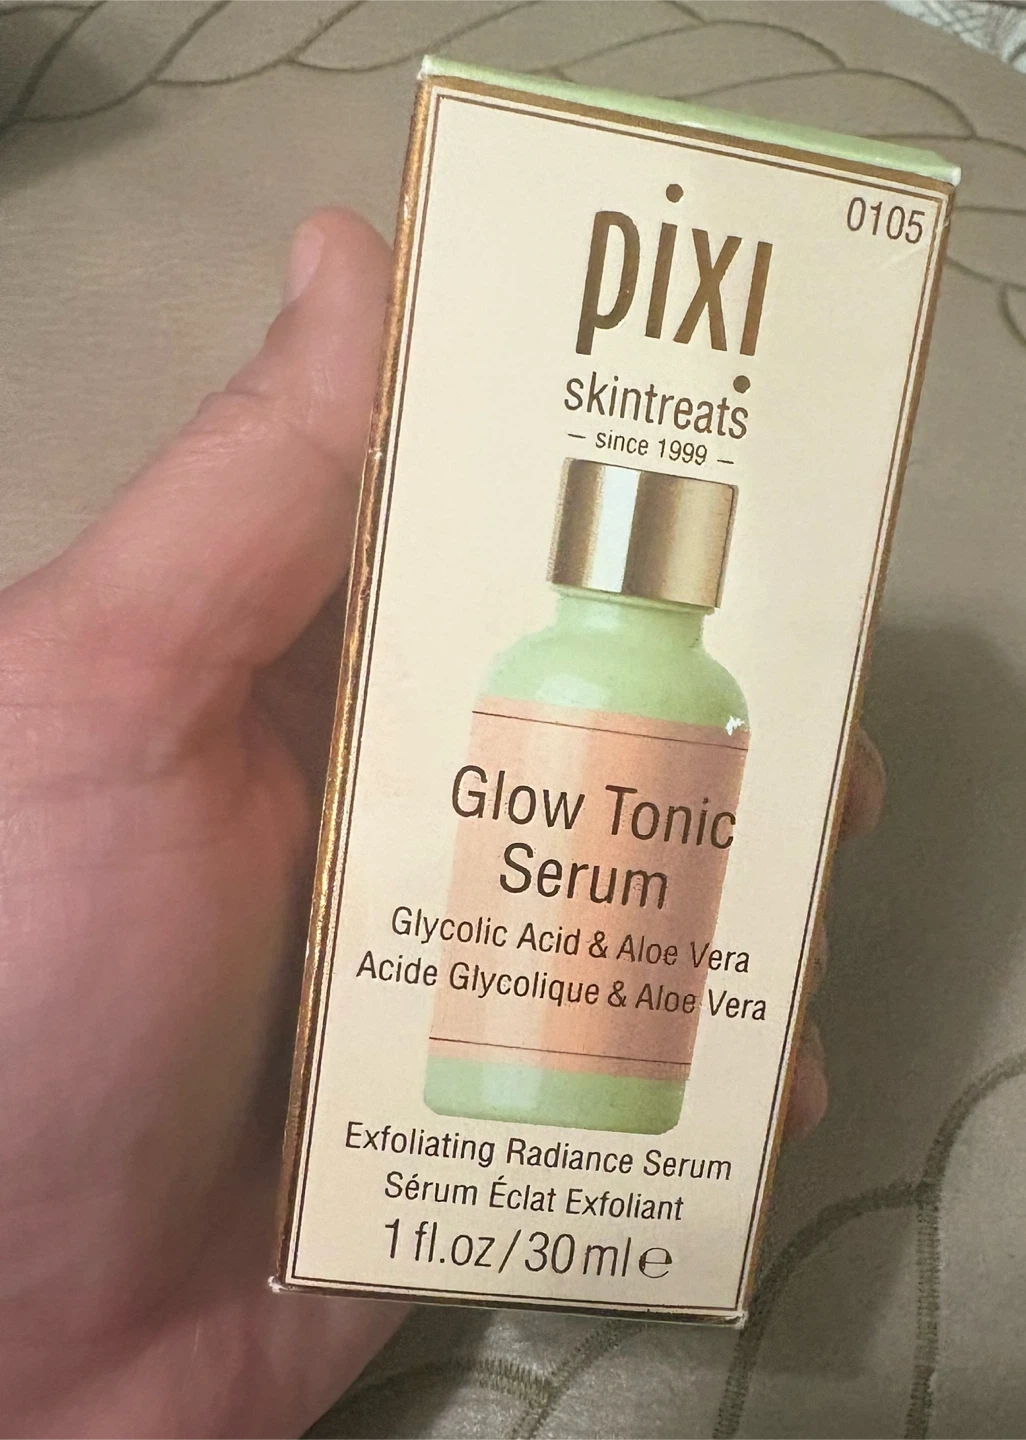 0105
pixi
skintreats
– since 1999 –
Glow Tonic
Serum
Glycolic Acid & Aloe Vera
Acide Glycolique & Aloe Vera
Exfoliating Radiance Serum
Sérum Éclat Exfoliant
1 fl.oz/30ml ℮